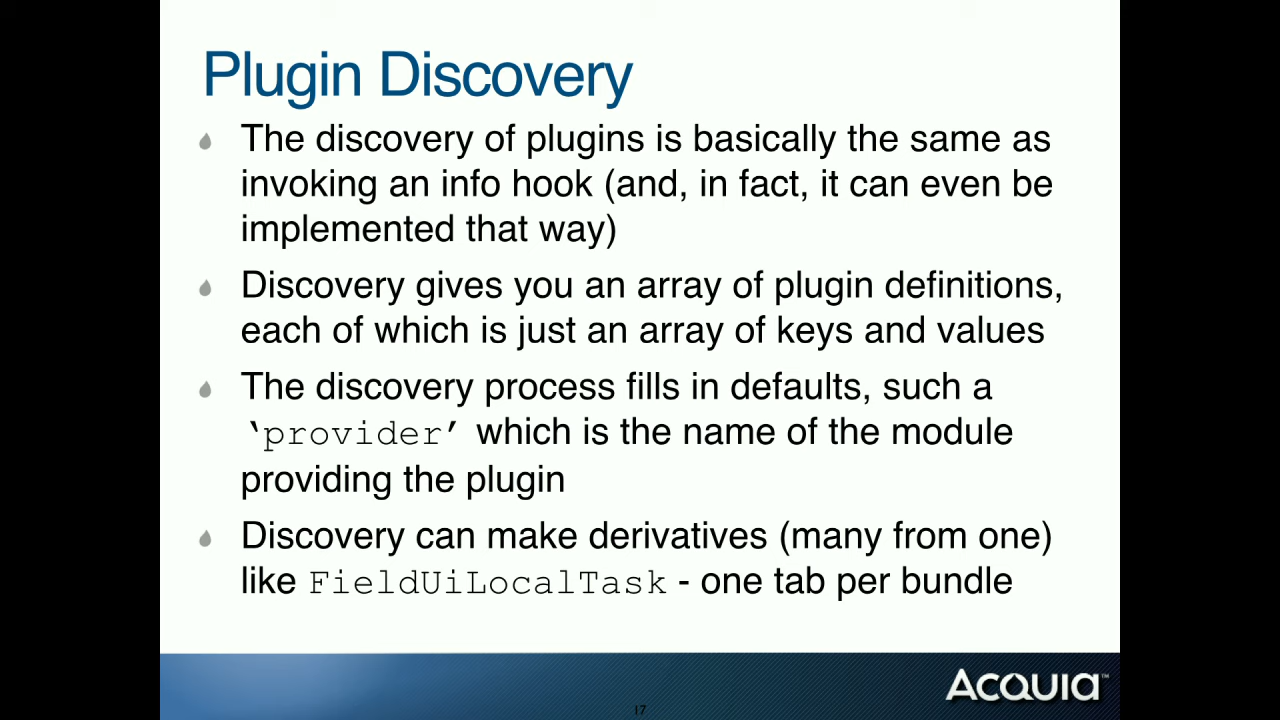 Plugin Discovery
The discovery of plugins is basically the same as
invoking an info hook (and, in fact, it can even be
implemented that way)
Discovery gives you an array of plugin definitions,
each of which is just an array of keys and values
The discovery process fills in defaults, such a
‘provider’ which is the name of the module
providing the plugin
Discovery can make derivatives (many from one)
like FieldUiLocalTask - one tab per bundle
ACQUIA™
17